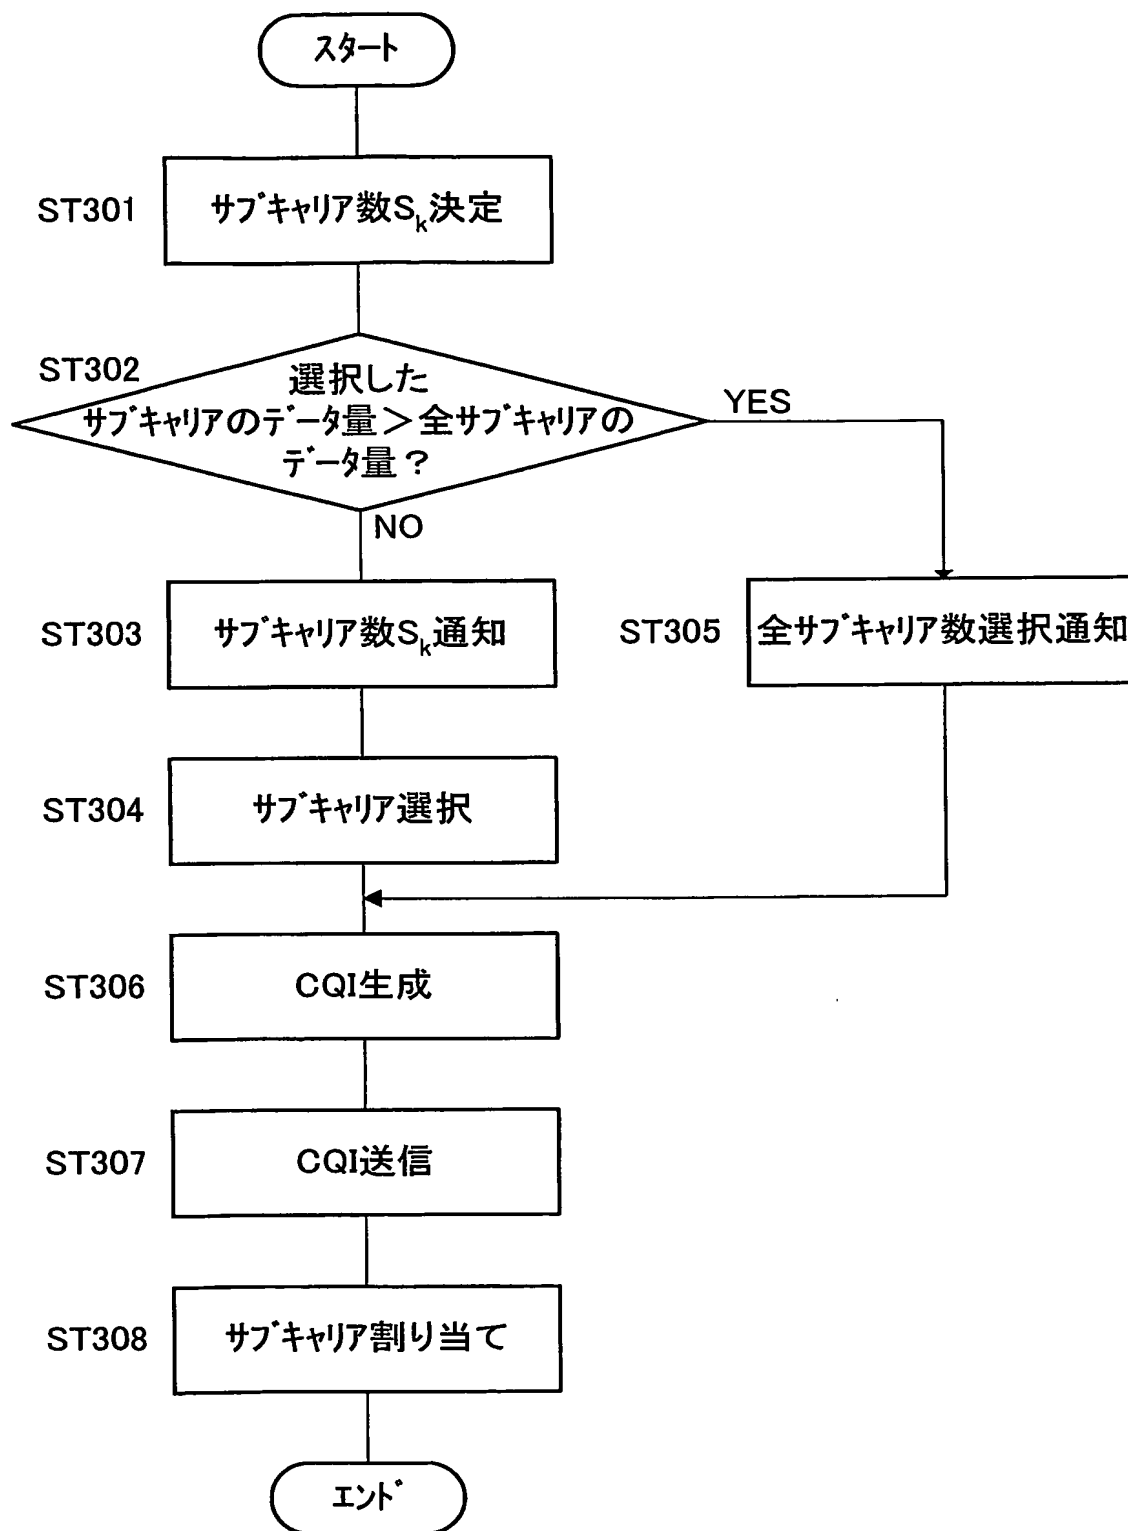 スタート
ST301
サブキャリア数Sk決定
ST302
選択した
サブキャリアのデータ量＞全サブキャリアの
データ量？
YES
NO
ST303
サブキャリア数Sk通知
ST305
全サブキャリア数選択通知
ST304
サブキャリア選択
ST306
CQI生成
ST307
CQI送信
ST308
サブキャリア割り当て
エンド